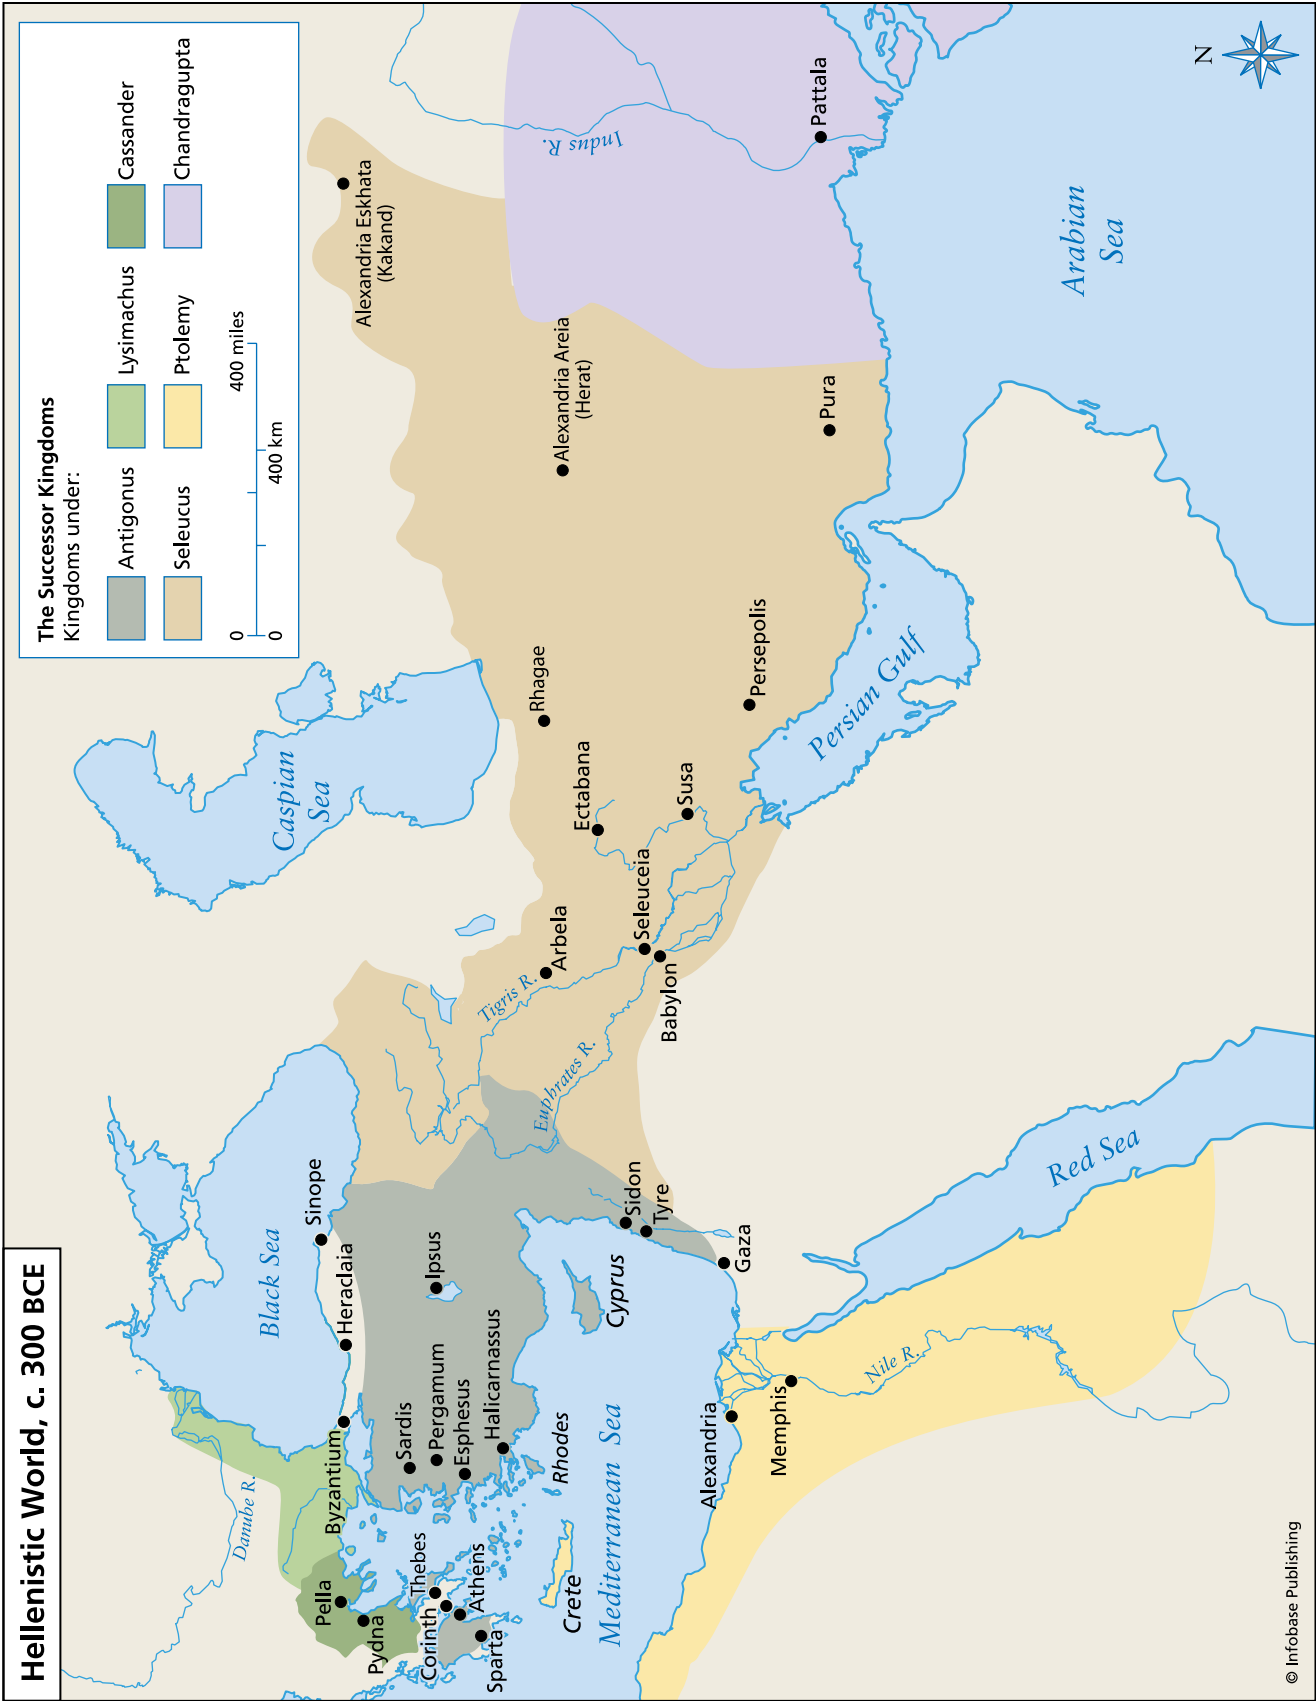 Hellenistic World, c. 300 BCE
The Successor Kingdoms
Kingdoms under:
Antigonus
Lysimachus
Cassander
Seleucus
Ptolemy
Chandragupta
0
400 miles
0
400 km
N
Danube R.
Black Sea
Caspian
Sea
Sinope
Heraclaia
Byzantium
Pella
Pydna
Thebes
Corinth
Athens
Sparta
Sardis
Pergamum
Esphesus
Halicarnassus
Ipsus
Rhodes
Crete
Cyprus
Mediterranean Sea
Sidon
Tyre
Gaza
Alexandria
Memphis
Nile R.
Red Sea
Tigris R.
Euphrates R.
Arbela
Seleuceia
Babylon
Ectabana
Susa
Rhagae
Persepolis
Persian Gulf
Alexandria Eskhata
(Kakand)
Alexandria Areia
(Herat)
Pura
Indus R.
Pattala
Arabian
Sea
© Infobase Publishing